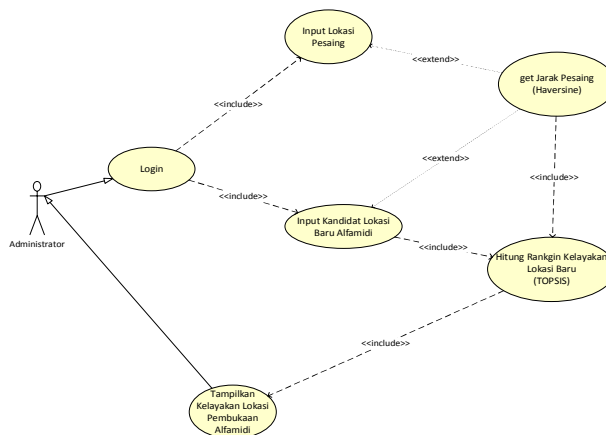 Input Lokasi
Pesaing
<<extend>>
get Jarak Pesaing
(Haversine)
<<include>>
Login
<<extend>>
<<include>>
<<include>>
Administrator
Input Kandidat Lokasi
Baru Alfamidi
<<include>>
Hitung Rankgin Kelayakan
Lokasi Baru
(TOPSIS)
<<include>>
Tampilkan
Kelayakan Lokasi
Pembukaan
Alfamidi